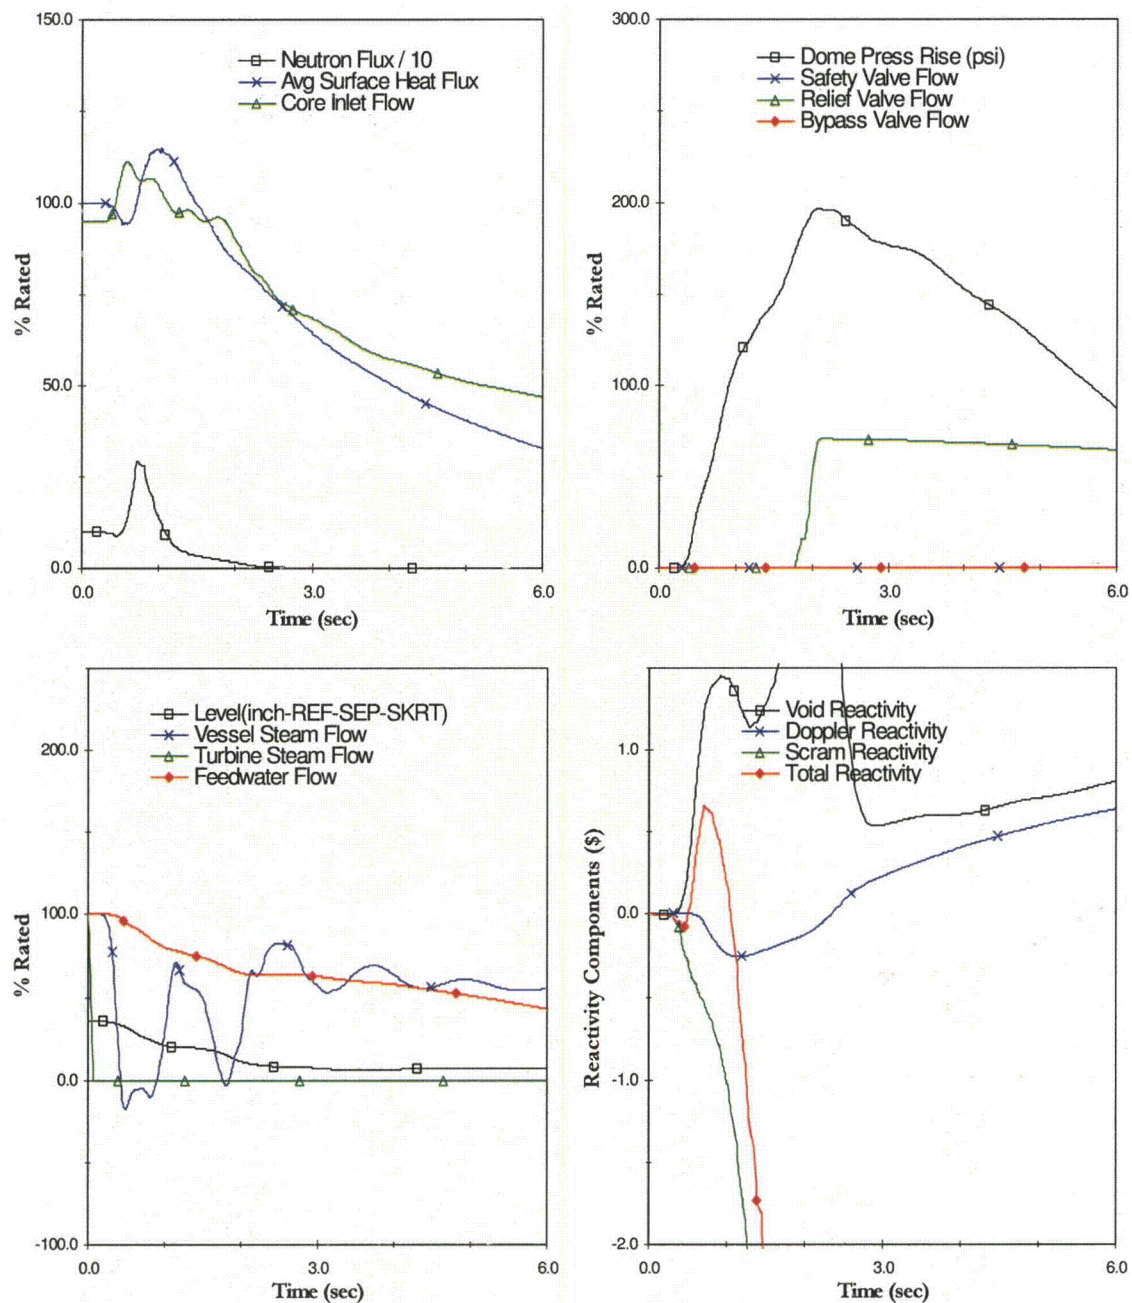 150.0
Neutron Flux / 10
Avg Surface Heat Flux
Core Inlet Flow
100.0
% Rated
50.0
0.0
0.0 3.0 6.0
Time (sec)
300.0
Dome Press Rise (psi)
Safety Valve Flow
Relief Valve Flow
Bypass Valve Flow
200.0
% Rated
100.0
0.0
0.0 3.0 6.0
Time (sec)
Level(inch-REF-SEP-SKRT)
Vessel Steam Flow
Turbine Steam Flow
Feedwater Flow
200.0
100.0
% Rated
0.0
-100.0
0.0 3.0 6.0
Time (sec)
Void Reactivity
Doppler Reactivity
Scram Reactivity
Total Reactivity
1.0
Reactivity Components ($)
0.0
-1.0
-2.0
0.0 3.0 6.0
Time (sec)